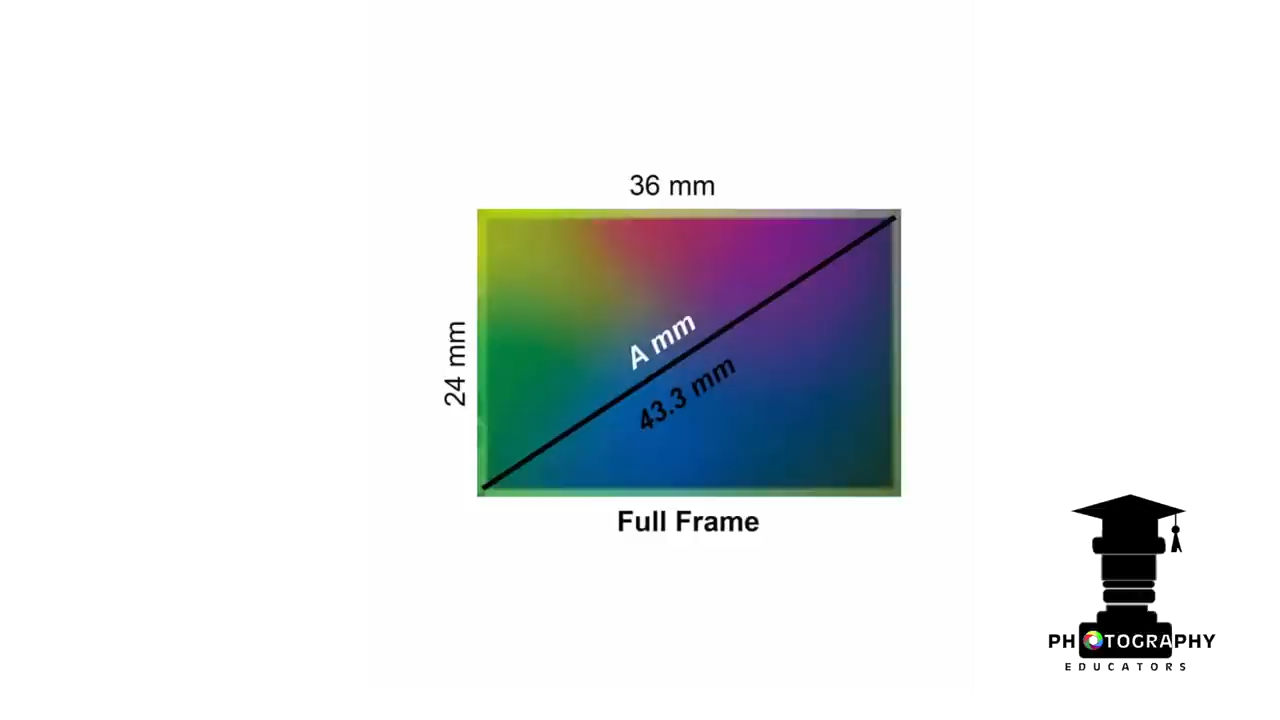 36 mm
24 mm
A mm
43.3 mm
Full Frame
PHOTOGRAPHY
EDUCATORS